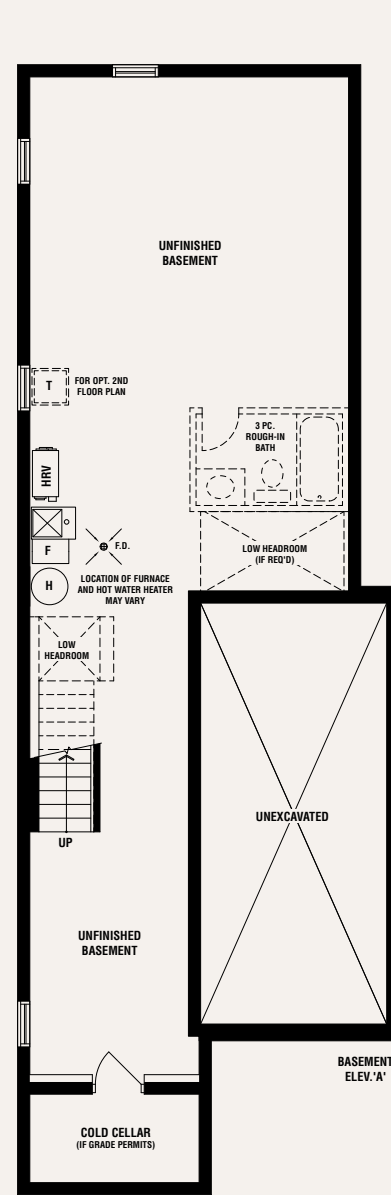 UNFINISHED
BASEMENT
T
FOR OPT. 2ND
FLOOR PLAN
3 PC.
ROUGH-IN
BATH
HRV
F
F.D.
LOW HEADROOM
(IF REQ'D)
H
LOCATION OF FURNACE
AND HOT WATER HEATER
MAY VARY
LOW
HEADROOM
UNEXCAVATED
UP
UNFINISHED
BASEMENT
BASEMENT
ELEV.'A'
COLD CELLAR
(IF GRADE PERMITS)